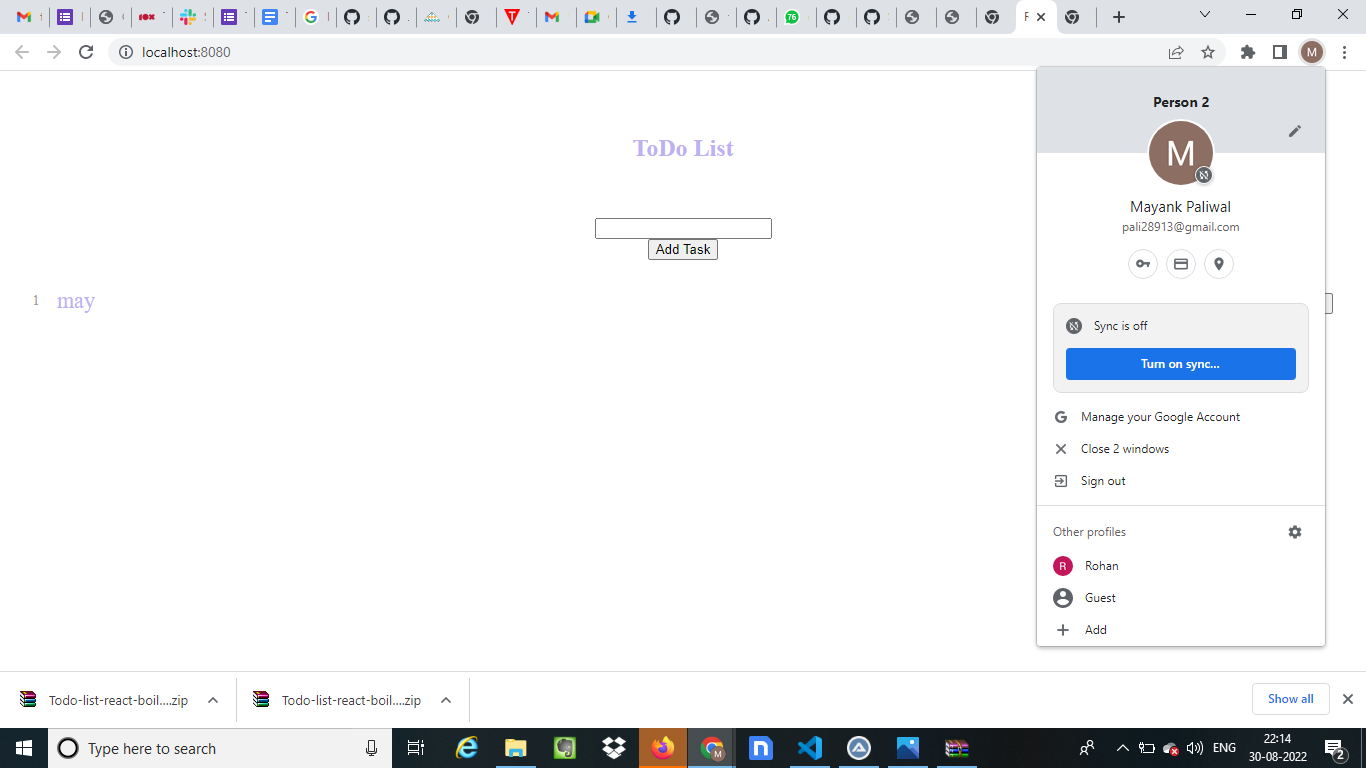 localhost:8080
M
Person 2
M
Mayank Paliwal
pali28913@gmail.com
Sync is off
Turn on sync...
Manage your Google Account
Close 2 windows
Sign out
Other profiles
R
Rohan
Guest
Add
ToDo List
Add Task
1 may
Todo-list-react-boil....zip
Todo-list-react-boil....zip
Show all
Type here to search
ENG
22:14
30-08-2022
2